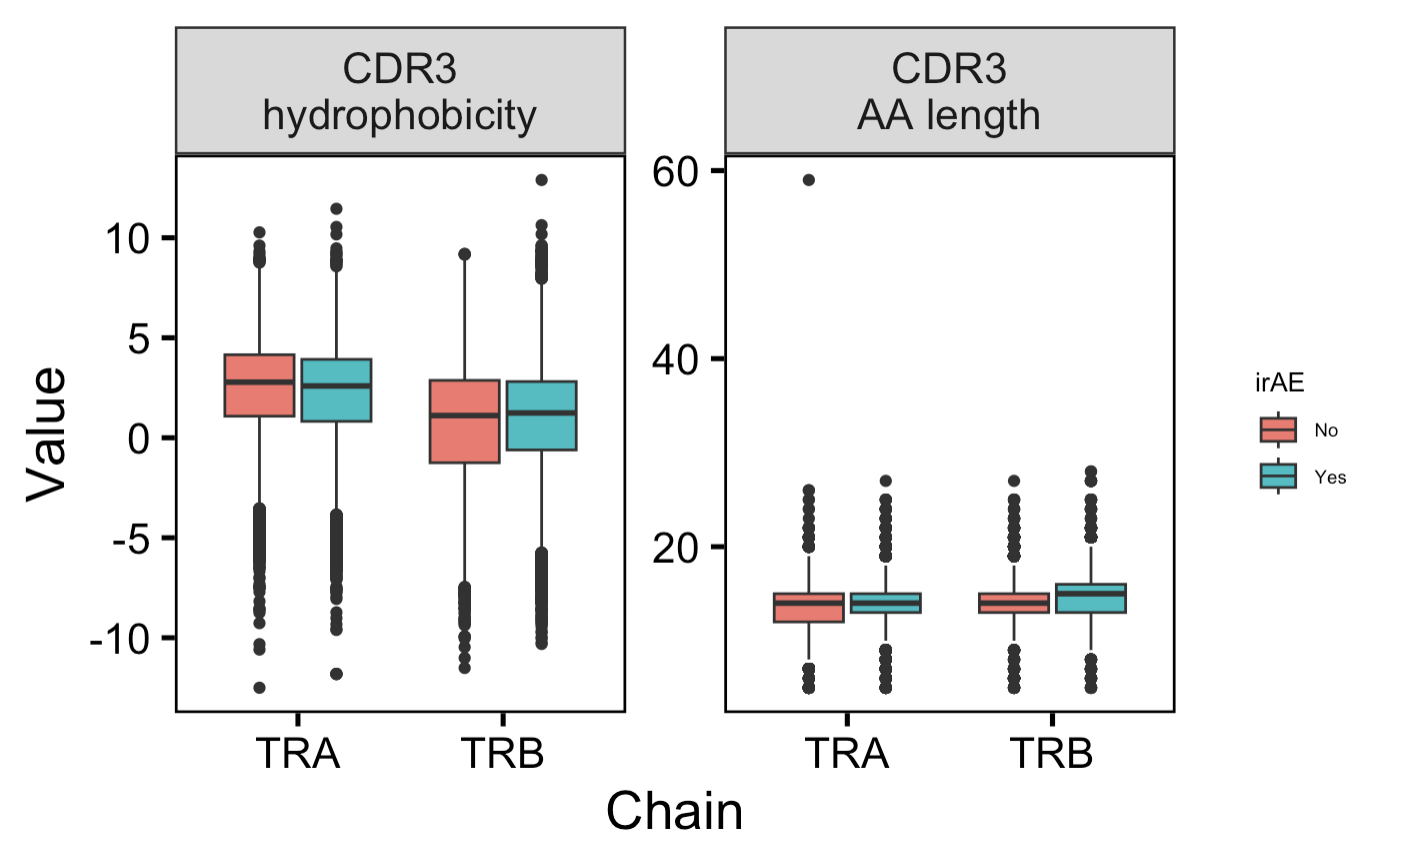 CDR3
hydrophobicity
CDR3
AA length
Value
10
5
0
-5
-10
60
40
20
TRA
TRB
TRA
TRB
Chain
irAE
No
Yes